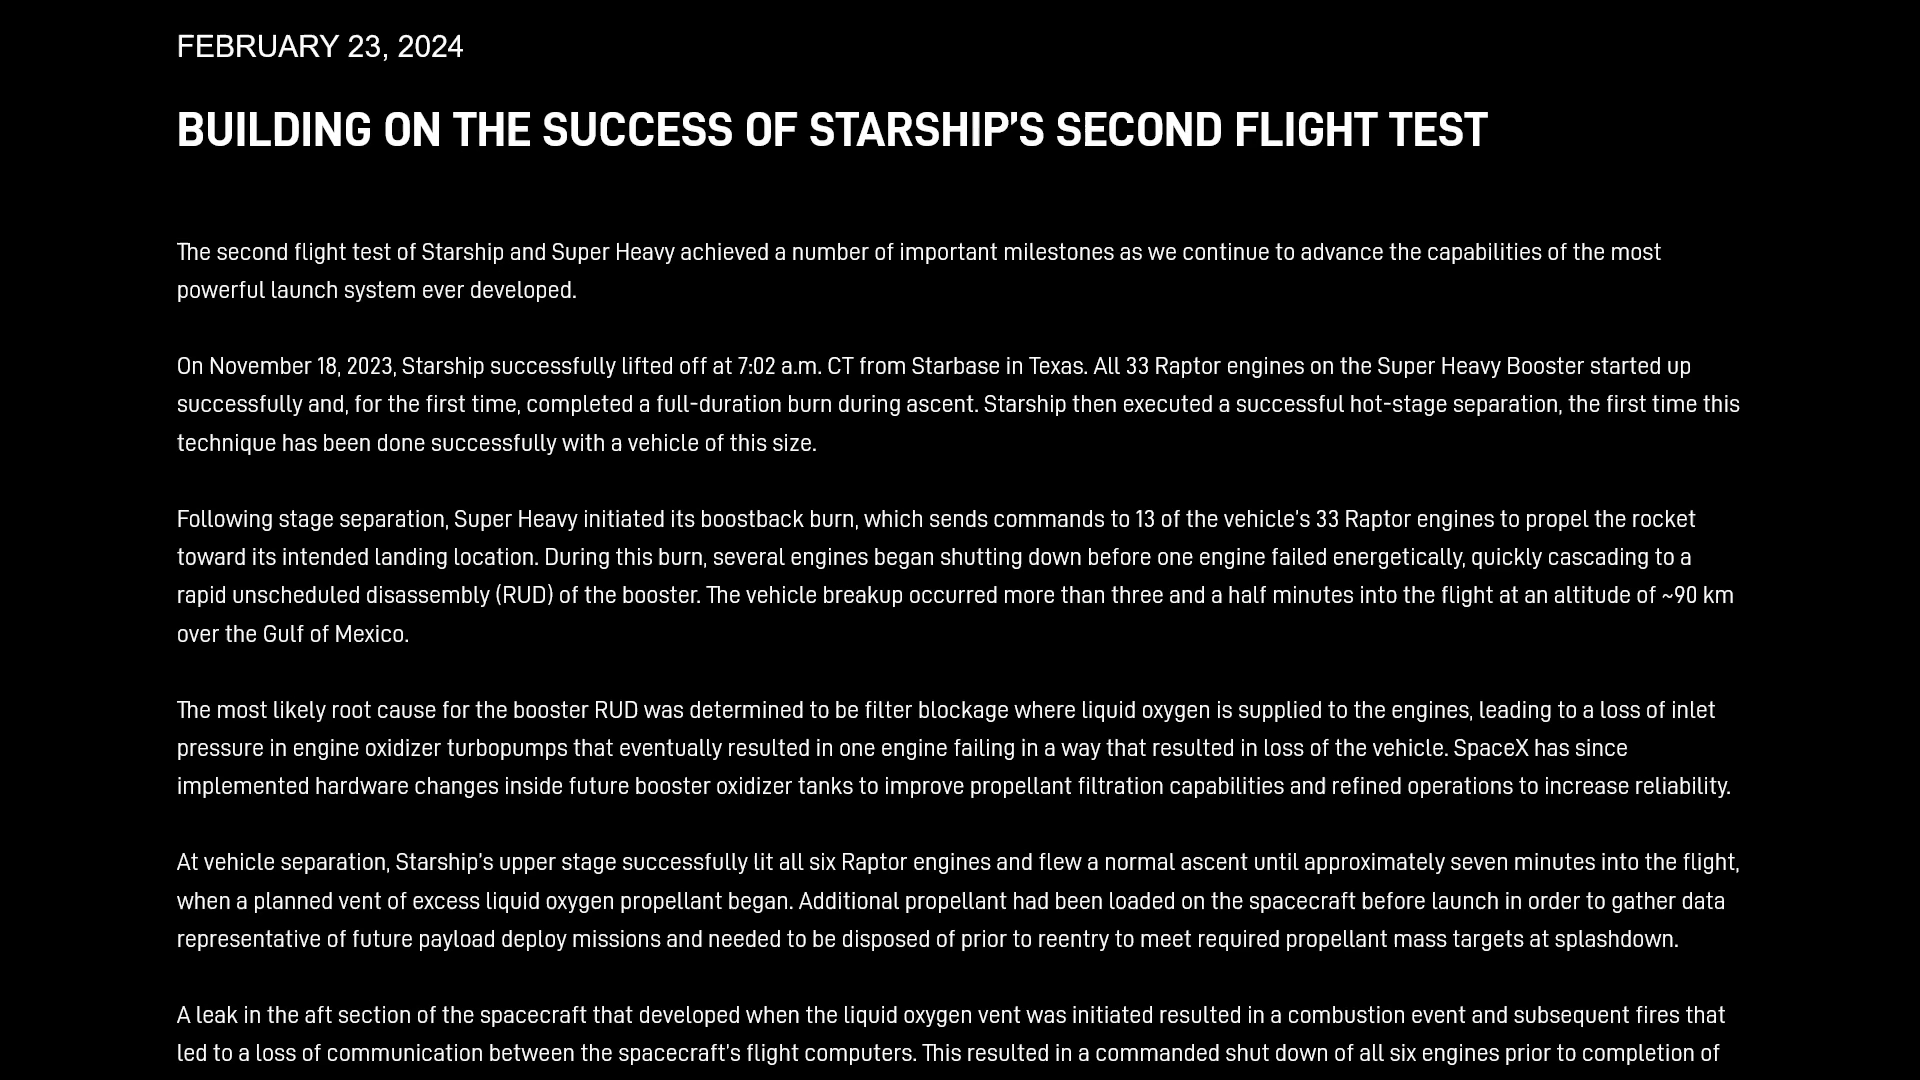 FEBRUARY 23, 2024
BUILDING ON THE SUCCESS OF STARSHIP’S SECOND FLIGHT TEST
The second flight test of Starship and Super Heavy achieved a number of important milestones as we continue to advance the capabilities of the most
powerful launch system ever developed.
On November 18, 2023, Starship successfully lifted off at 7:02 a.m. CT from Starbase in Texas. All 33 Raptor engines on the Super Heavy Booster started up
successfully and, for the first time, completed a full-duration burn during ascent. Starship then executed a successful hot-stage separation, the first time this
technique has been done successfully with a vehicle of this size.
Following stage separation, Super Heavy initiated its boostback burn, which sends commands to 13 of the vehicle’s 33 Raptor engines to propel the rocket
toward its intended landing location. During this burn, several engines began shutting down before one engine failed energetically, quickly cascading to a
rapid unscheduled disassembly (RUD) of the booster. The vehicle breakup occurred more than three and a half minutes into the flight at an altitude of ~90 km
over the Gulf of Mexico.
The most likely root cause for the booster RUD was determined to be filter blockage where liquid oxygen is supplied to the engines, leading to a loss of inlet
pressure in engine oxidizer turbopumps that eventually resulted in one engine failing in a way that resulted in loss of the vehicle. SpaceX has since
implemented hardware changes inside future booster oxidizer tanks to improve propellant filtration capabilities and refined operations to increase reliability.
At vehicle separation, Starship’s upper stage successfully lit all six Raptor engines and flew a normal ascent until approximately seven minutes into the flight,
when a planned vent of excess liquid oxygen propellant began. Additional propellant had been loaded on the spacecraft before launch in order to gather data
representative of future payload deploy missions and needed to be disposed of prior to reentry to meet required propellant mass targets at splashdown.
A leak in the aft section of the spacecraft that developed when the liquid oxygen vent was initiated resulted in a combustion event and subsequent fires that
led to a loss of communication between the spacecraft’s flight computers. This resulted in a commanded shut down of all six engines prior to completion of